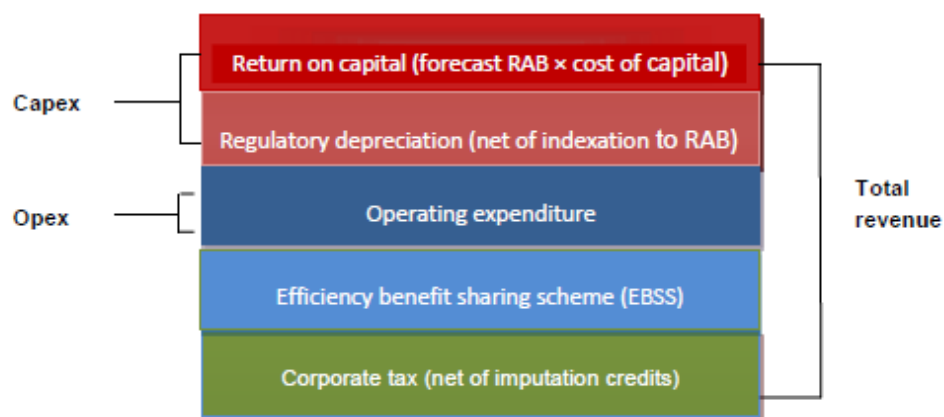 Return on capital (forecast RAB × cost of capital)
Capex
Regulatory depreciation (net of indexation to RAB)
Operating expenditure
Opex
Total
revenue
Efficiency benefit sharing scheme (EBSS)
Corporate tax (net of imputation credits)